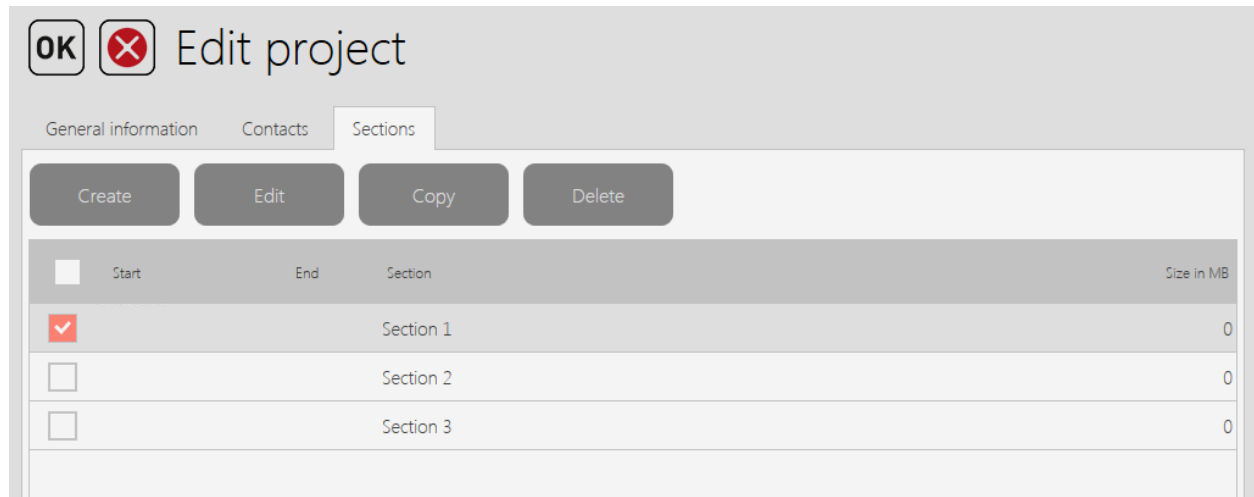 OK Edit project
General information Contacts Sections
Create Edit Copy Delete
Start End Section Size in MB
Section 1 0
Section 2 0
Section 3 0